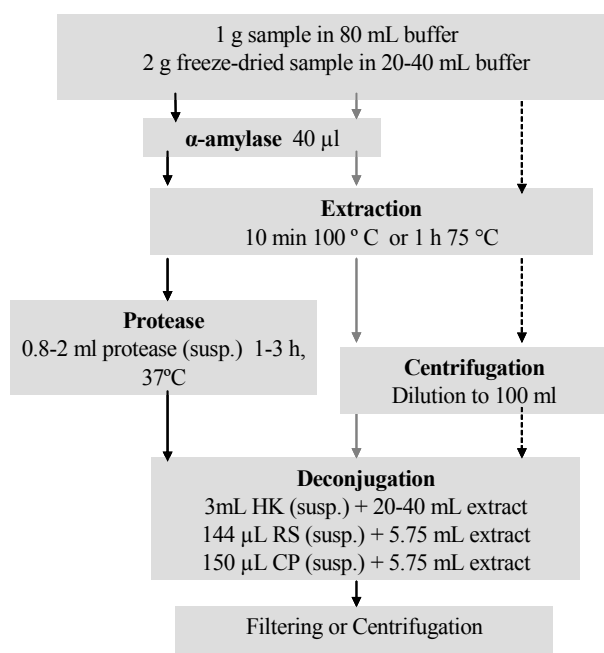 1 g sample in 80 mL buffer
2 g freeze-dried sample in 20-40 mL buffer
α-amylase 40 µl
Extraction
10 min 100 º C or 1 h 75 °C
Protease
0.8-2 ml protease (susp.) 1-3 h,
37ºC
Centrifugation
Dilution to 100 ml
Deconjugation
3mL HK (susp.) + 20-40 mL extract
144 µL RS (susp.) + 5.75 mL extract
150 µL CP (susp.) + 5.75 mL extract
Filtering or Centrifugation